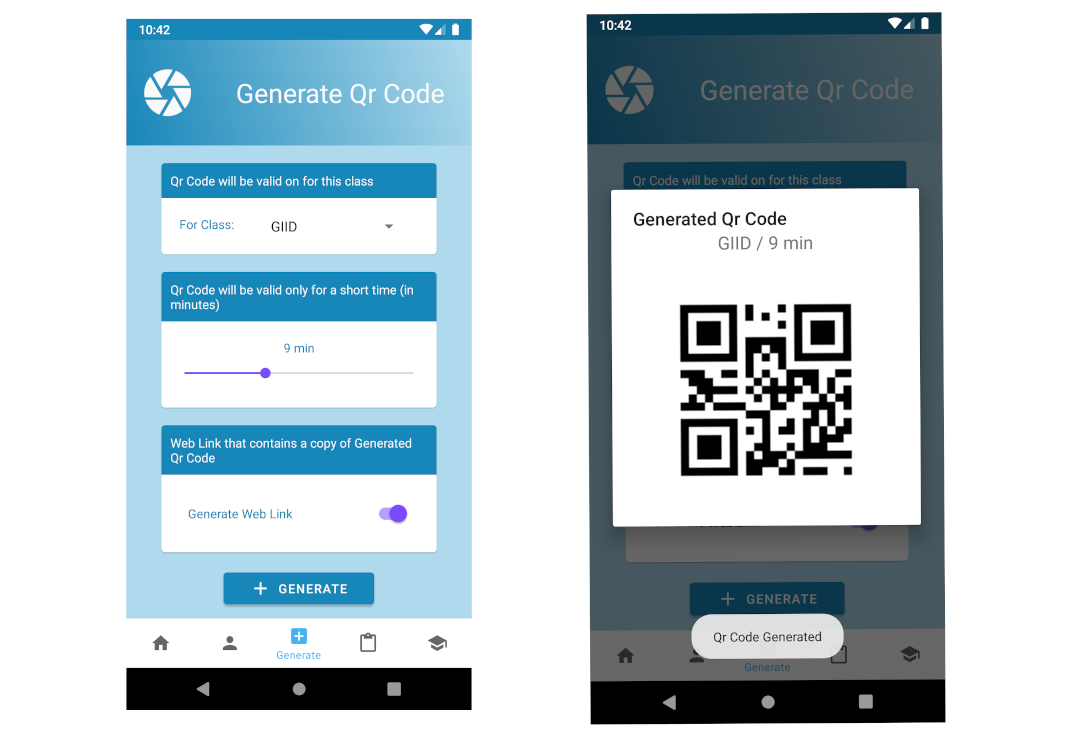 10:42
Generate Qr Code
Qr Code will be valid on for this class
For Class: GIID
Qr Code will be valid only for a short time (in
minutes)
9 min
Web Link that contains a copy of Generated
Qr Code
Generate Web Link
GENERATE
Generate
10:42
Generate Qr Code
Qr Code will be valid on for this class
Generated Qr Code
GIID / 9 min
GENERATE
Qr Code Generated
Generate